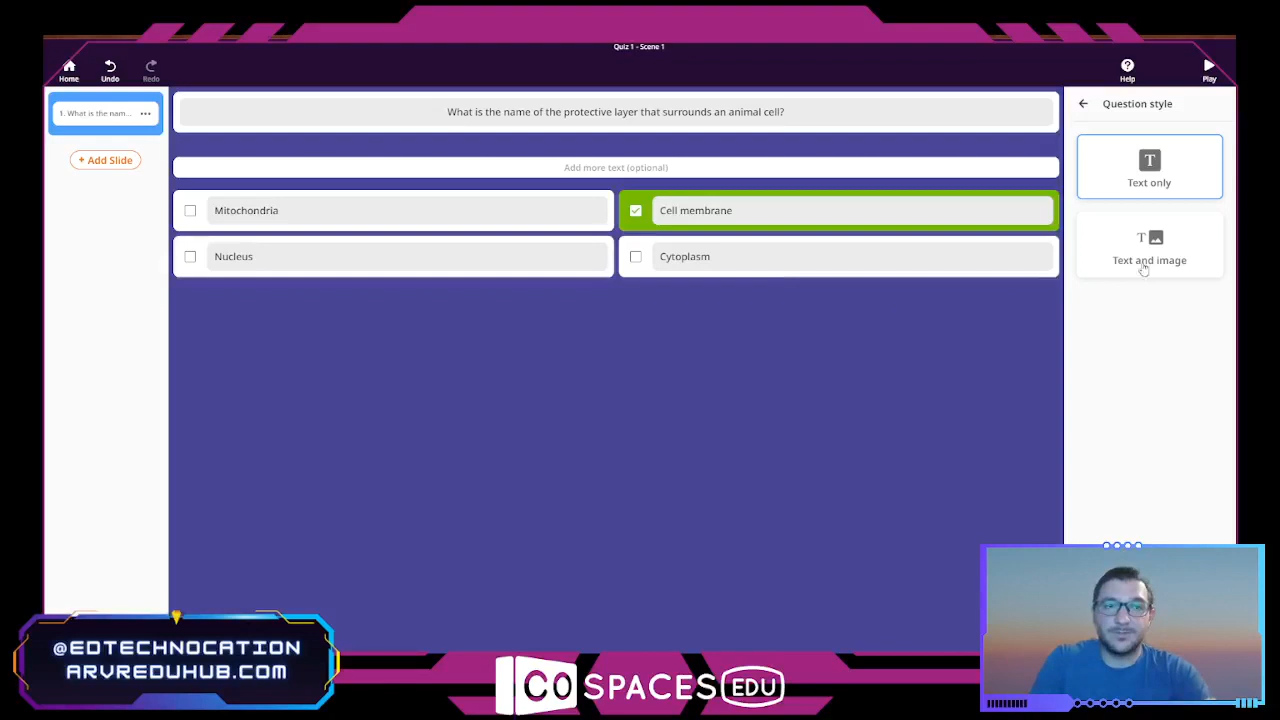 Quiz 1 - Scene 1
Home
Undo
Redo
Help
Play
1. What is the nam... •••
+ Add Slide
What is the name of the protective layer that surrounds an animal cell?
Add more text (optional)
Mitochondria
Cell membrane
Nucleus
Cytoplasm
Question style
T
Text only
T
Text and image
@EDTECHNOCATION
ARVREDUHUB.COM
COSPACES EDU